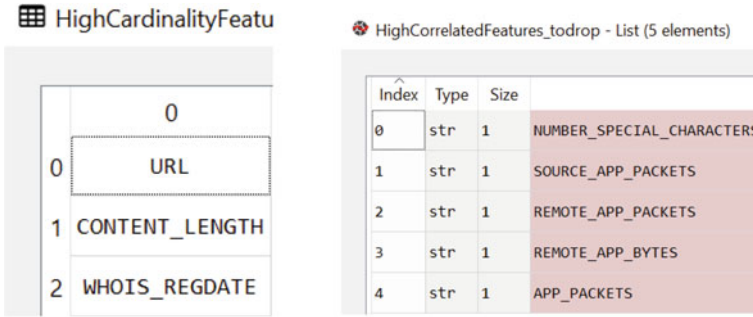 HighCardinalityFeatu
0
0 URL
1 CONTENT_LENGTH
2 WHOIS_REGDATE
HighCorrelatedFeatures_todrop - List (5 elements)
Index Type Size
0 str 1 NUMBER_SPECIAL_CHARACTERS
1 str 1 SOURCE_APP_PACKETS
2 str 1 REMOTE_APP_PACKETS
3 str 1 REMOTE_APP_BYTES
4 str 1 APP_PACKETS